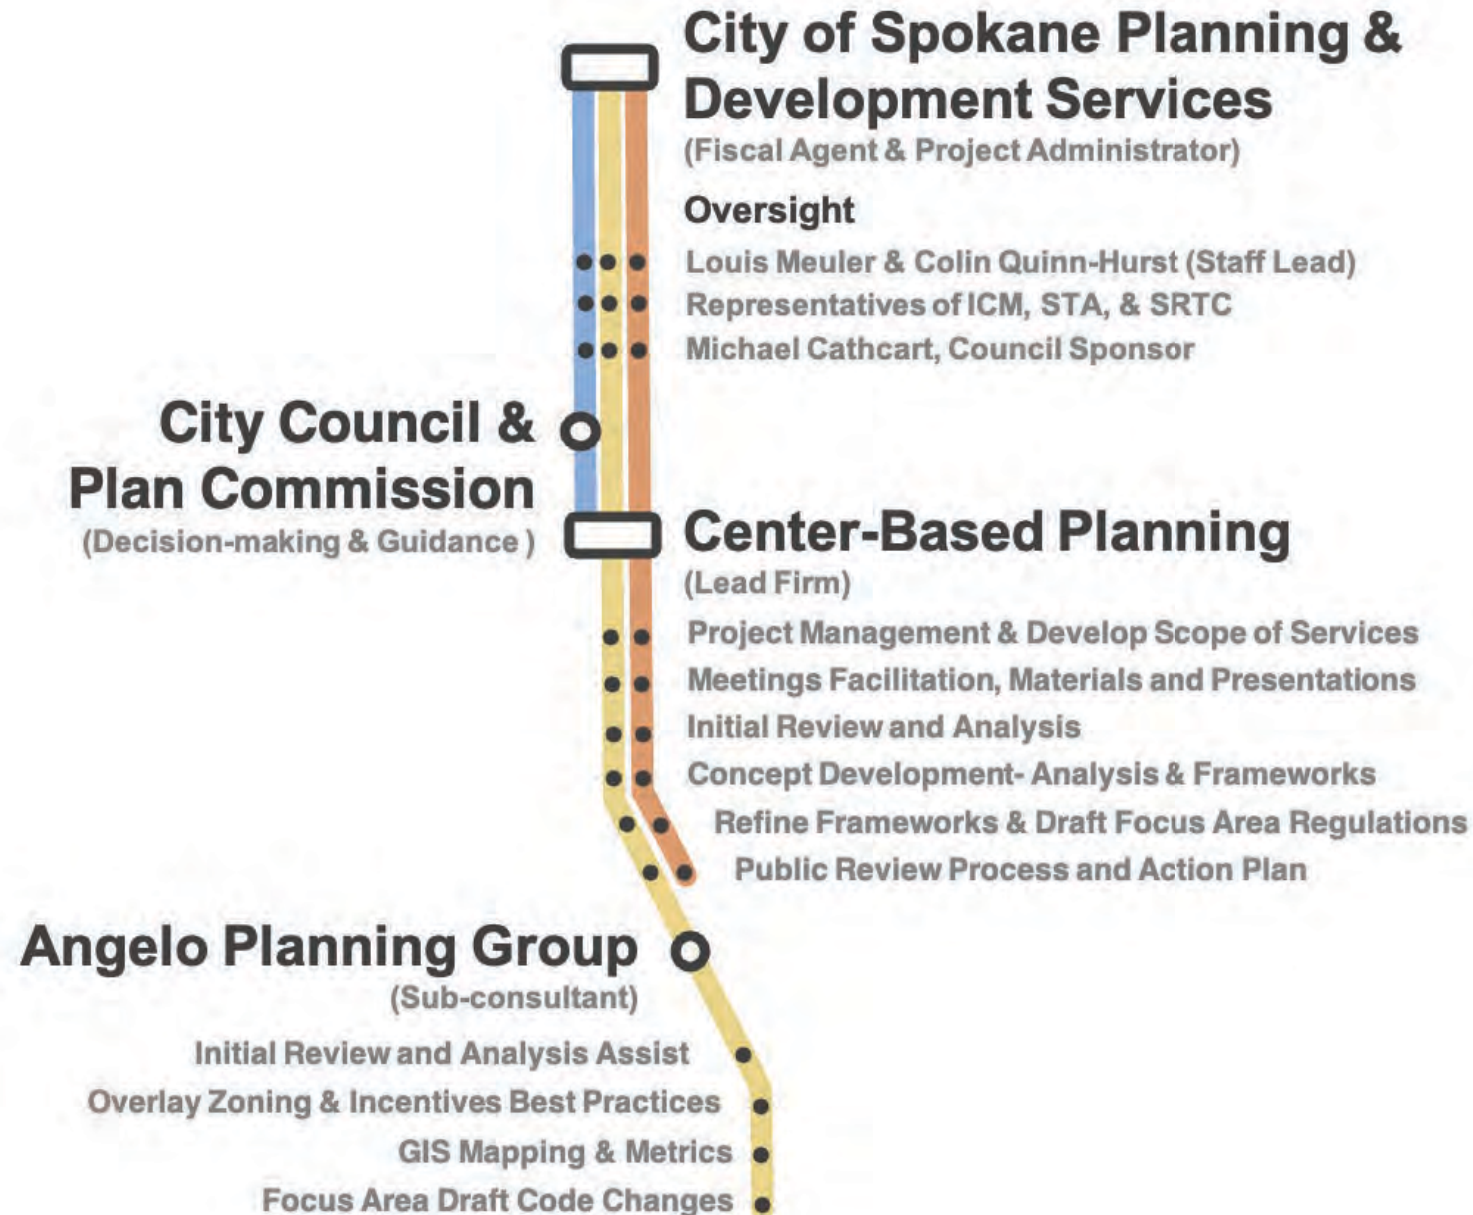 City of Spokane Planning &
Development Services
(Fiscal Agent & Project Administrator)
Oversight
Louis Meuler & Colin Quinn-Hurst (Staff Lead)
Representatives of ICM, STA, & SRTC
Michael Cathcart, Council Sponsor
City Council &
Plan Commission
(Decision-making & Guidance )
Center-Based Planning
(Lead Firm)
Project Management & Develop Scope of Services
Meetings Facilitation, Materials and Presentations
Initial Review and Analysis
Concept Development- Analysis & Frameworks
Refine Frameworks & Draft Focus Area Regulations
Public Review Process and Action Plan
Angelo Planning Group
(Sub-consultant)
Initial Review and Analysis Assist
Overlay Zoning & Incentives Best Practices
GIS Mapping & Metrics
Focus Area Draft Code Changes